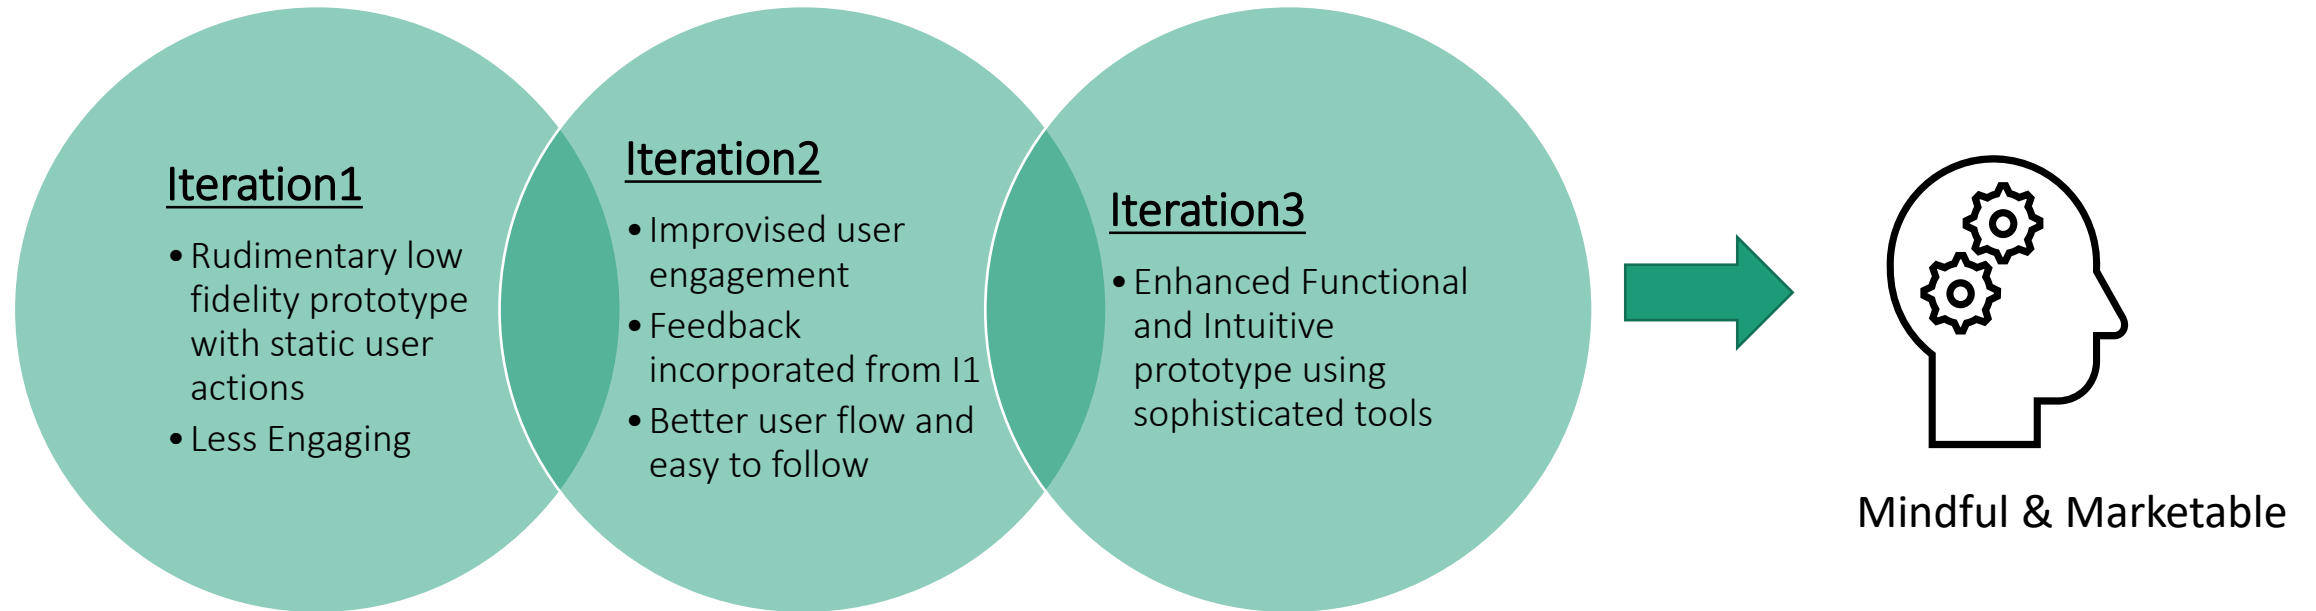 Iteration1
• Rudimentary low
fidelity prototype
with static user
actions
• Less Engaging
Iteration2
• Improvised user
engagement
• Feedback
incorporated from I1
• Better user flow and
easy to follow
Iteration3
• Enhanced Functional
and Intuitive
prototype using
sophisticated tools
Mindful & Marketable